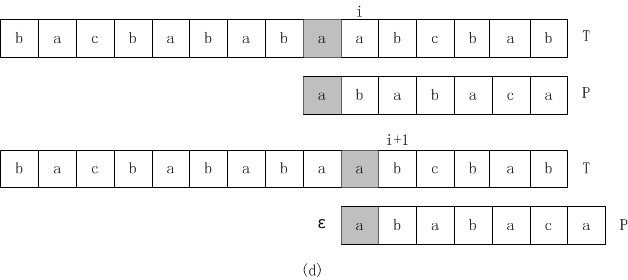 i
b a c b a b a b a a b c b a b T
a b a b a c a P
i+1
b a c b a b a b a a b c b a b T
ε a b a b a c a P
(d)